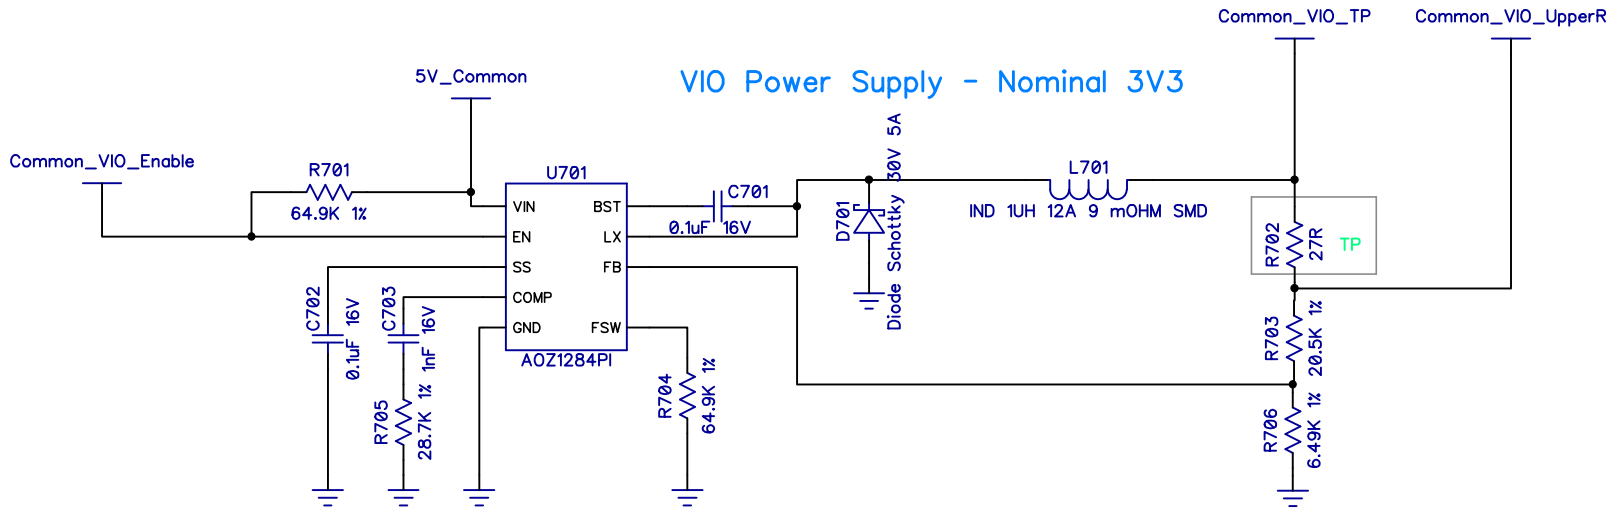 Common_VIO_TP
Common_VIO_UpperR
5V_Common
VIO Power Supply - Nominal 3V3
Common_VIO_Enable
R701
64.9K 1%
U701
VIN
EN
SS
COMP
GND
BST
LX
FB
FSW
AOZ1284PI
C701
0.1uF 16V
D701
Diode Schottky 30V 5A
L701
IND 1UH 12A 9 mOHM SMD
R702
27R
TP
C702
0.1uF 16V
C703
1nF 16V
R705
28.7K 1%
R704
64.9K 1%
R703
20.5K 1%
R706
6.49K 1%